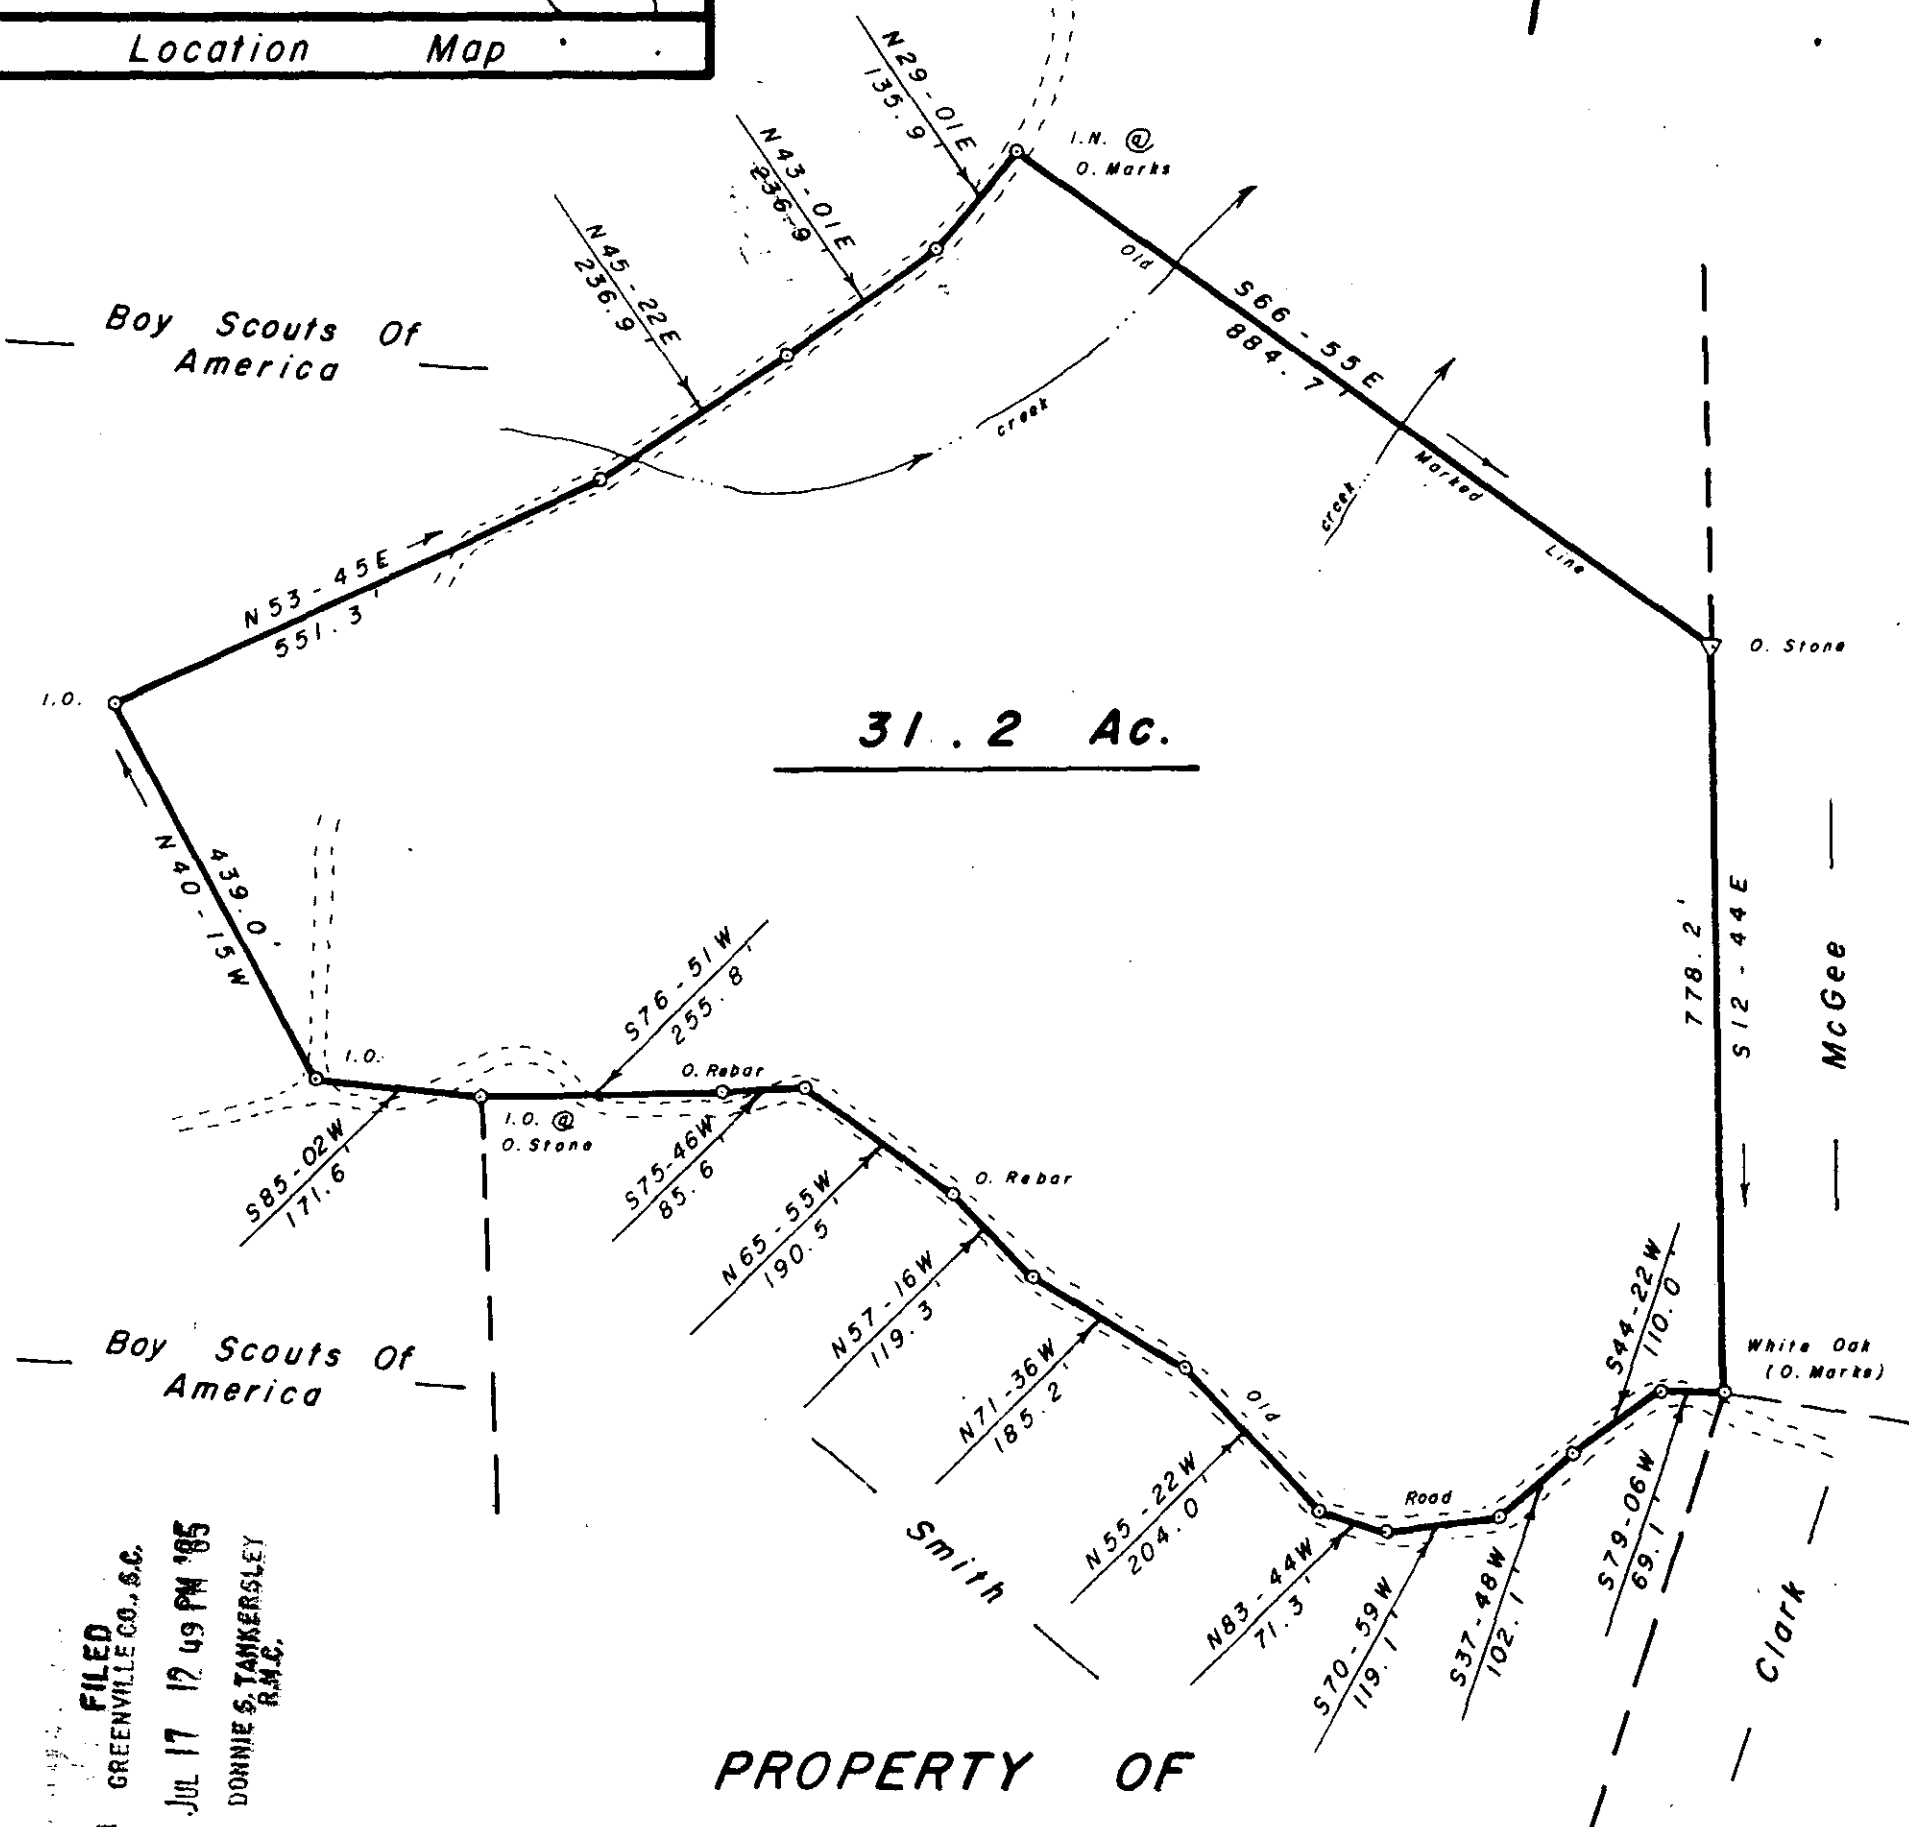 Location Map
N29-01E
135.9'
I.N. @
O. Marks
N43-01E
236.9'
N45-22E
236.9'
Boy Scouts Of
America
Old
S66-55E
884.7'
creek
creek
Marked
Line
N53-45E
551.3'
I.O.
O. Stone
31.2 Ac.
439.0'
N40-15W
778.2'
S12-44E
McGee
S76-51W
255.8'
I.O.
O. Rebar
I.O. @
O. Stone
S85-02W
171.6'
S75-46W
85.6'
O. Rebar
N65-55W
190.5'
N57-16W
119.3'
N71-36W
185.2'
Old
N55-22W
204.0'
S44-22W
110.0'
White Oak
(O. Marks)
Boy Scouts Of
America
Smith
Road
N83-44W
71.3'
S70-59W
119.1'
S37-48W
102.1'
S79-06W
69.1'
Clark
FILED
GREENVILLE CO., S.C.
JUL 17 12 49 PM '85
DONNIE S. TANKERSLEY
R.M.C.
PROPERTY OF